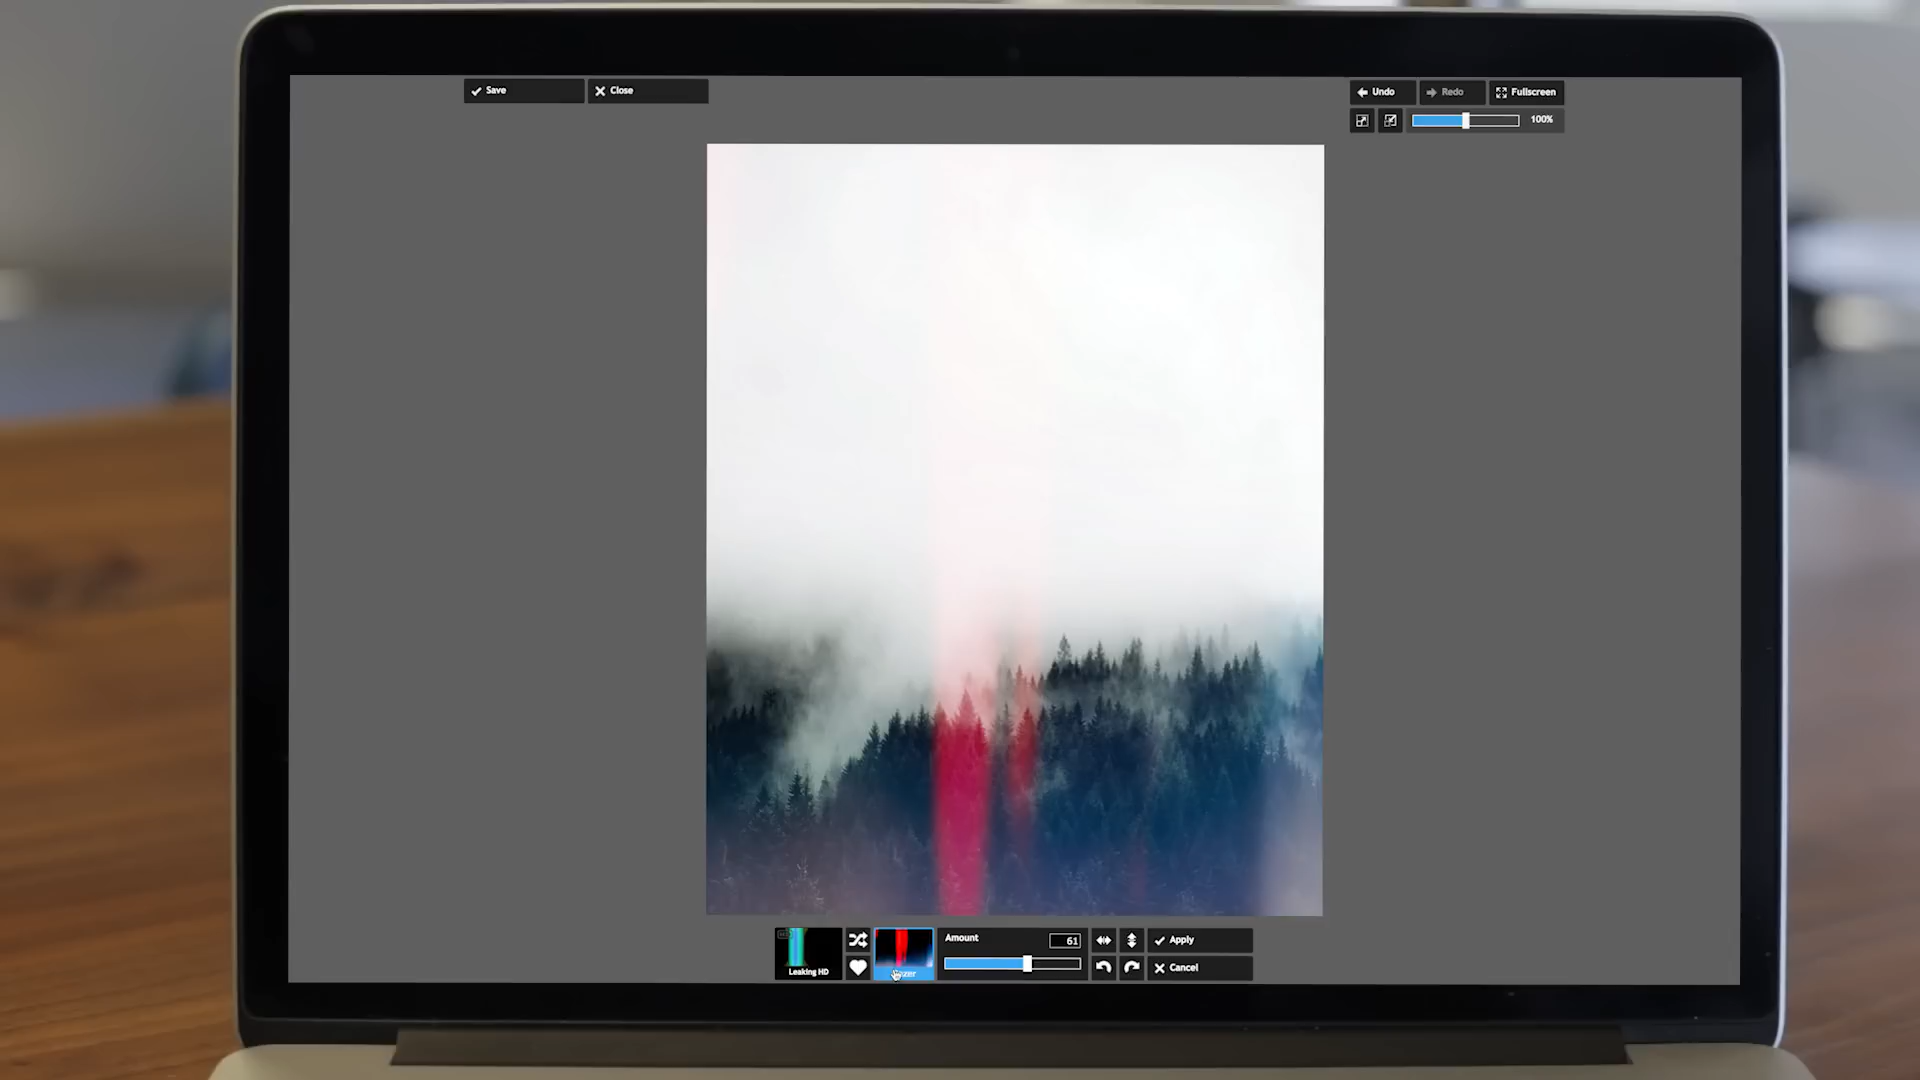 Save
Close
Undo
Redo
Fullscreen
100%
Leaking HD
Amount
61
Apply
Cancel